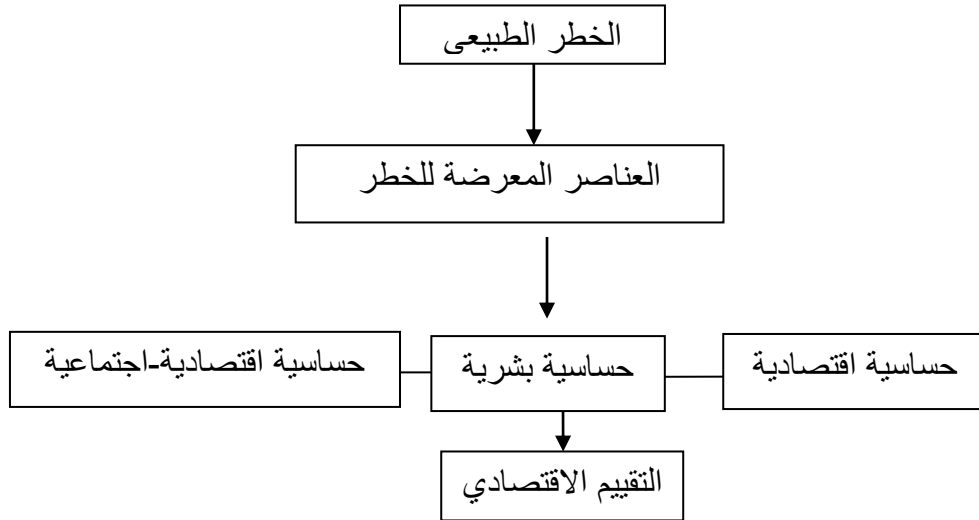 الخطر الطبيعى
العناصر المعرضة للخطر
حساسية اقتصادية
حساسية بشرية
حساسية اقتصادية-اجتماعية
التقييم الاقتصادي